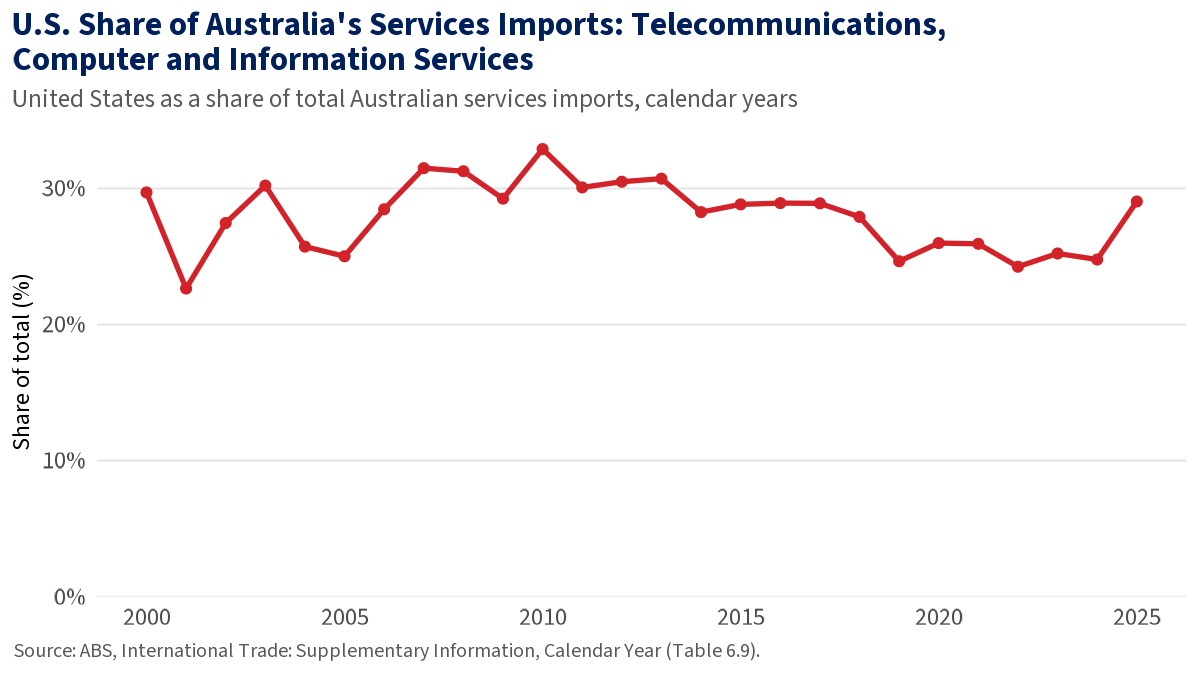 U.S. Share of Australia's Services Imports: Telecommunications,
Computer and Information Services
United States as a share of total Australian services imports, calendar years
Share of total (%)
30%
20%
10%
0%
2000 2005 2010 2015 2020 2025
Source: ABS, International Trade: Supplementary Information, Calendar Year (Table 6.9).